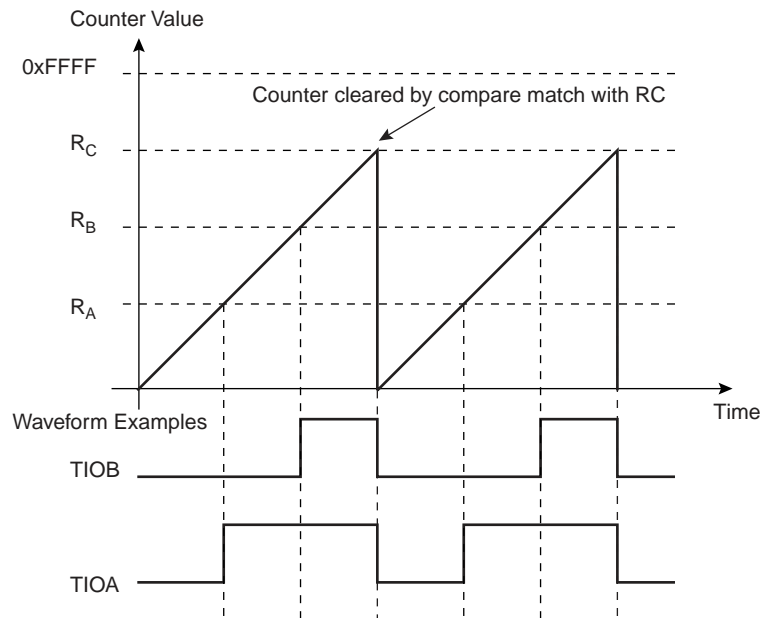 Counter Value
0xFFFF
Counter cleared by compare match with RC
RC
RB
RA
Time
Waveform Examples
TIOB
TIOA